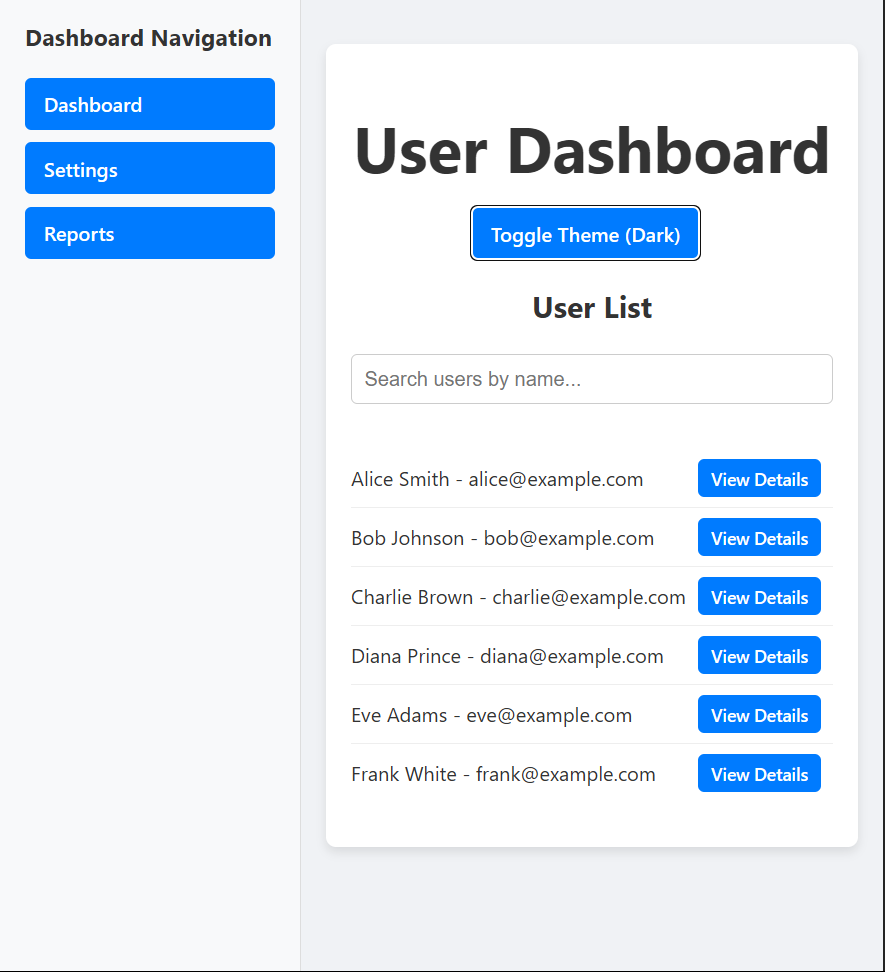 Dashboard Navigation
Dashboard
Settings
Reports
User Dashboard
Toggle Theme (Dark)
User List
Search users by name...
Alice Smith - alice@example.com View Details
Bob Johnson - bob@example.com View Details
Charlie Brown - charlie@example.com View Details
Diana Prince - diana@example.com View Details
Eve Adams - eve@example.com View Details
Frank White - frank@example.com View Details